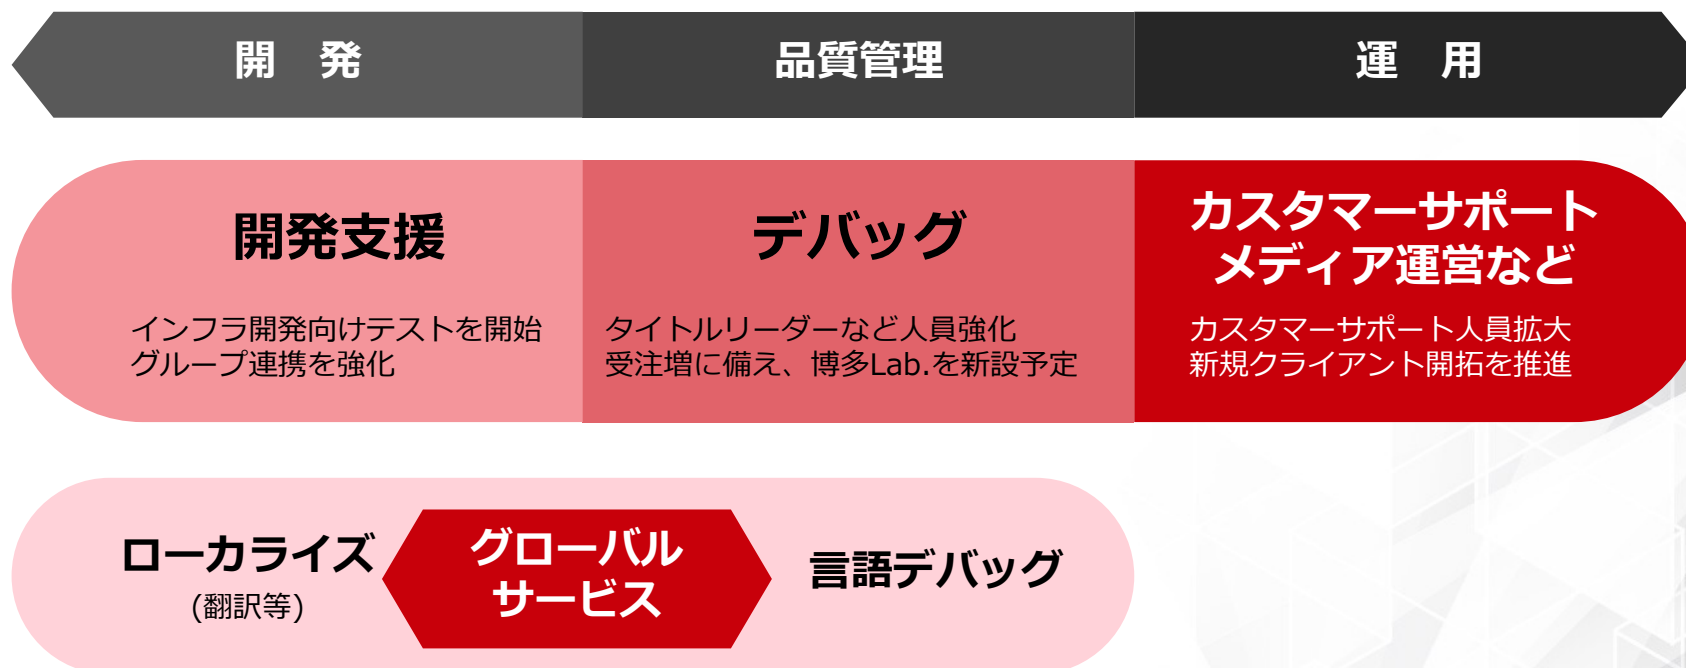 開　発
品質管理
運　用
開発支援
インフラ開発向けテストを開始
グループ連携を強化
デバッグ
タイトルリーダーなど人員強化
受注増に備え、博多Lab.を新設予定
カスタマーサポート
メディア運営など
カスタマーサポート人員拡大
新規クライアント開拓を推進
ローカライズ
(翻訳等)
グローバル
サービス
言語デバッグ